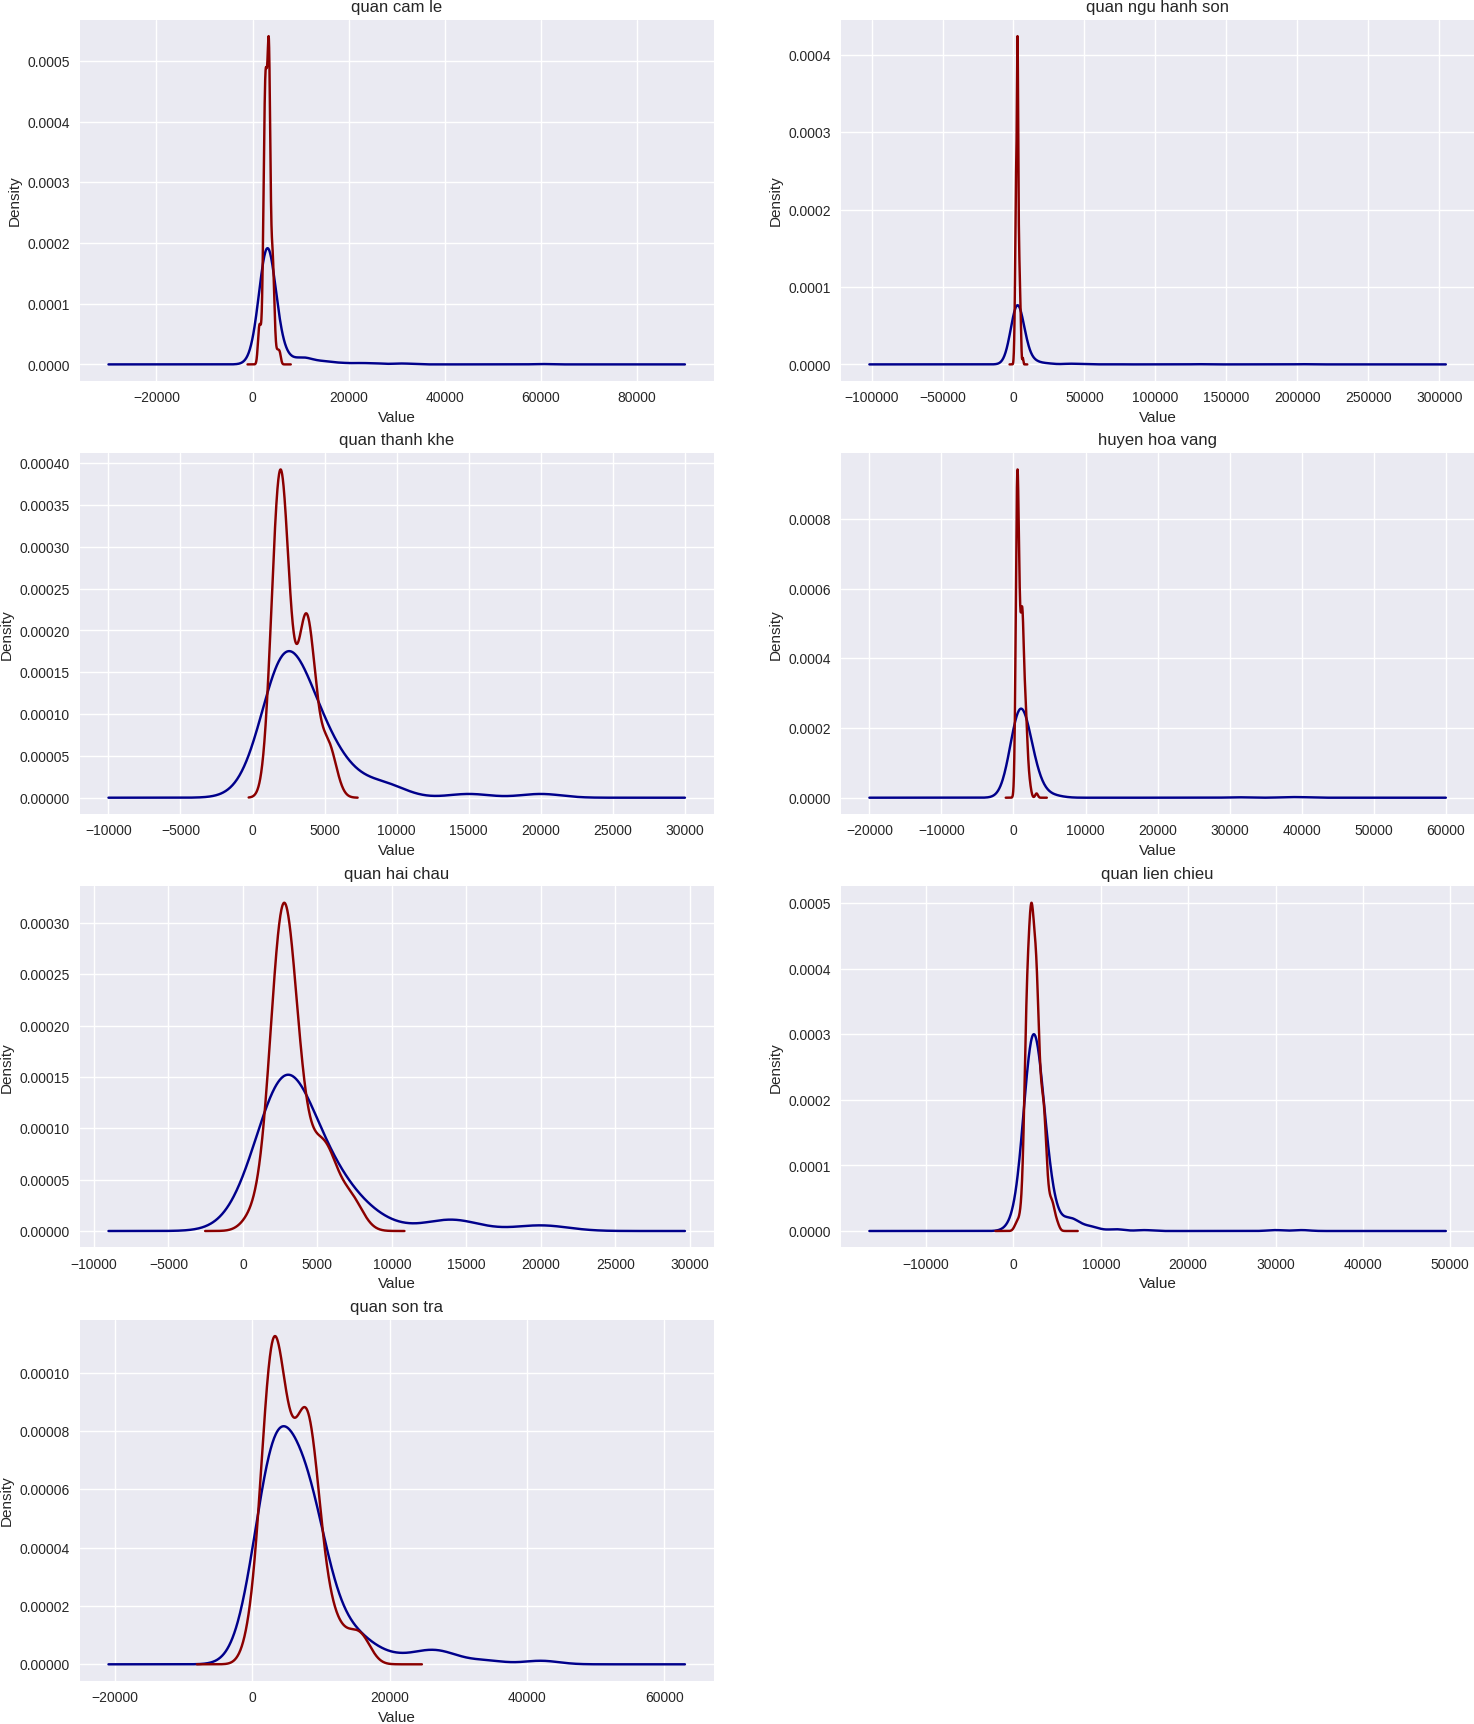 quan cam le
0.0005
0.0004
0.0003
0.0002
0.0001
0.0000
Density
−20000 0 20000 40000 60000 80000
Value
quan ngu hanh son
0.0004
0.0003
0.0002
0.0001
0.0000
Density
−100000 −50000 0 50000 100000 150000 200000 250000 300000
Value
quan thanh khe
0.00040
0.00035
0.00030
0.00025
0.00020
0.00015
0.00010
0.00005
0.00000
Density
−10000 −5000 0 5000 10000 15000 20000 25000 30000
Value
huyen hoa vang
0.0008
0.0006
0.0004
0.0002
0.0000
Density
−20000 −10000 0 10000 20000 30000 40000 50000 60000
Value
quan hai chau
0.00030
0.00025
0.00020
0.00015
0.00010
0.00005
0.00000
Density
−10000 −5000 0 5000 10000 15000 20000 25000 30000
Value
quan lien chieu
0.0005
0.0004
0.0003
0.0002
0.0001
0.0000
Density
−10000 0 10000 20000 30000 40000 50000
Value
quan son tra
0.00010
0.00008
0.00006
0.00004
0.00002
0.00000
Density
−20000 0 20000 40000 60000
Value